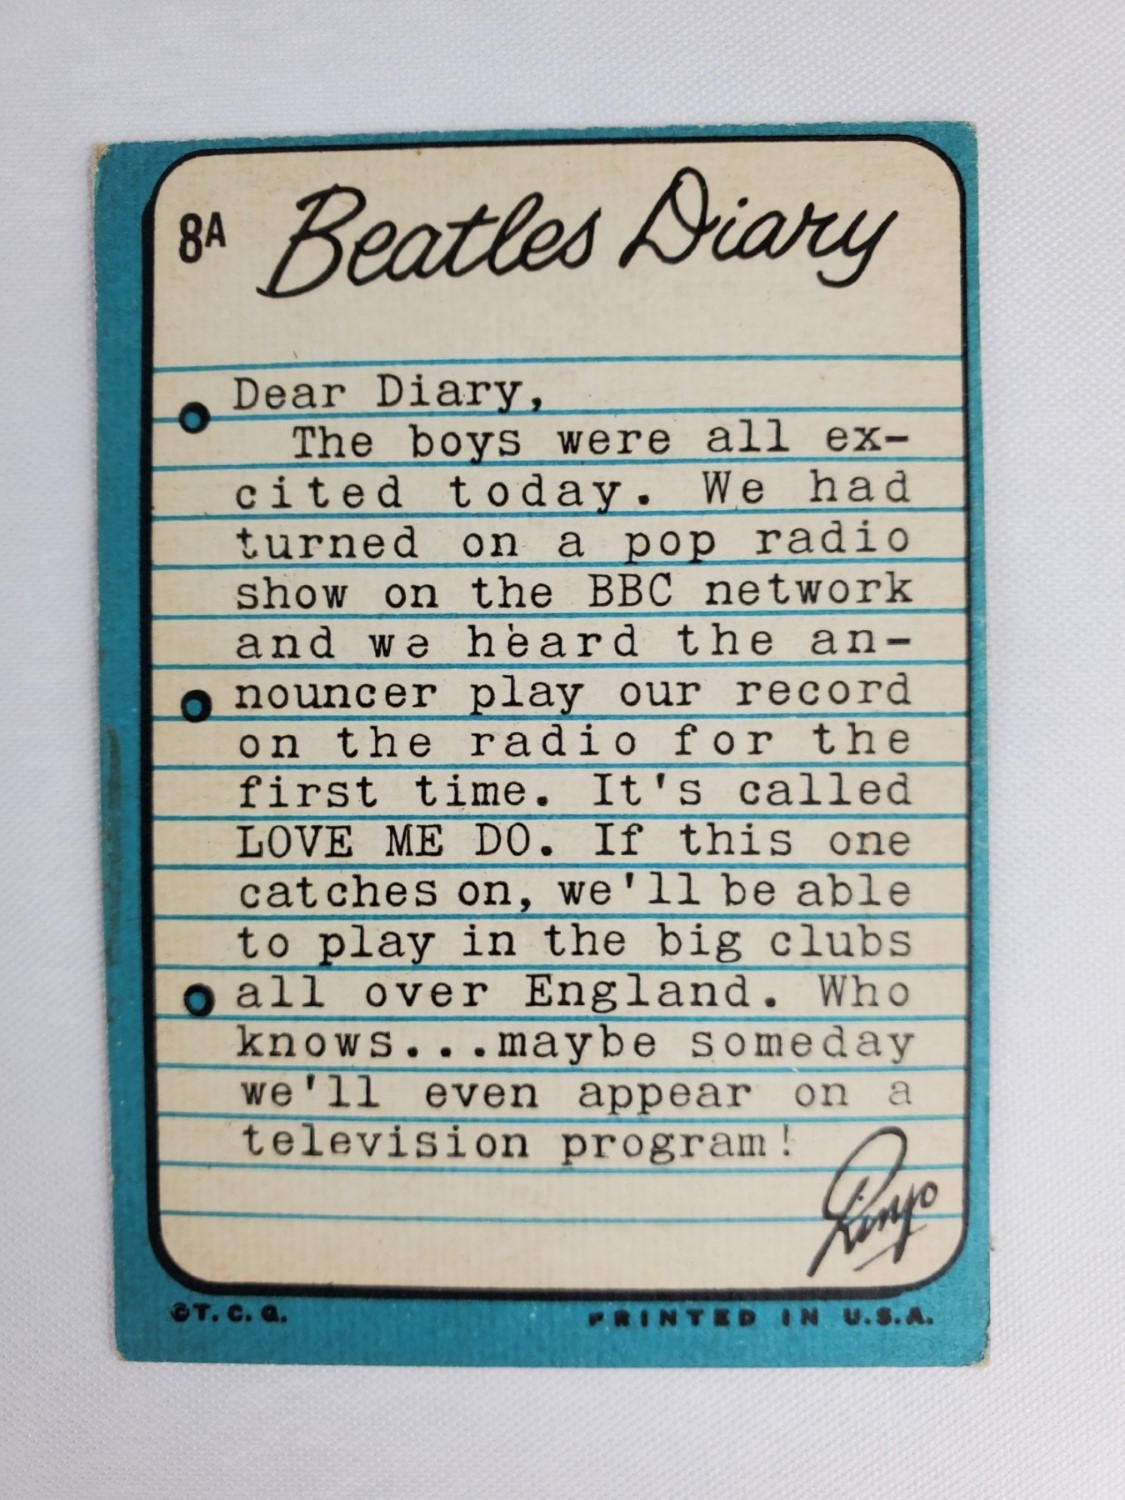 8A Beatles Diary
Dear Diary,
The boys were all ex-
cited today. We had
turned on a pop radio
show on the BBC network
and we heard the an-
nouncer play our record
on the radio for the
first time. It's called
LOVE ME DO. If this one
catches on, we'll be able
to play in the big clubs
all over England. Who
knows...maybe someday
we'll even appear on a
television program!
Ringo
©T. C. G. PRINTED IN U.S.A.